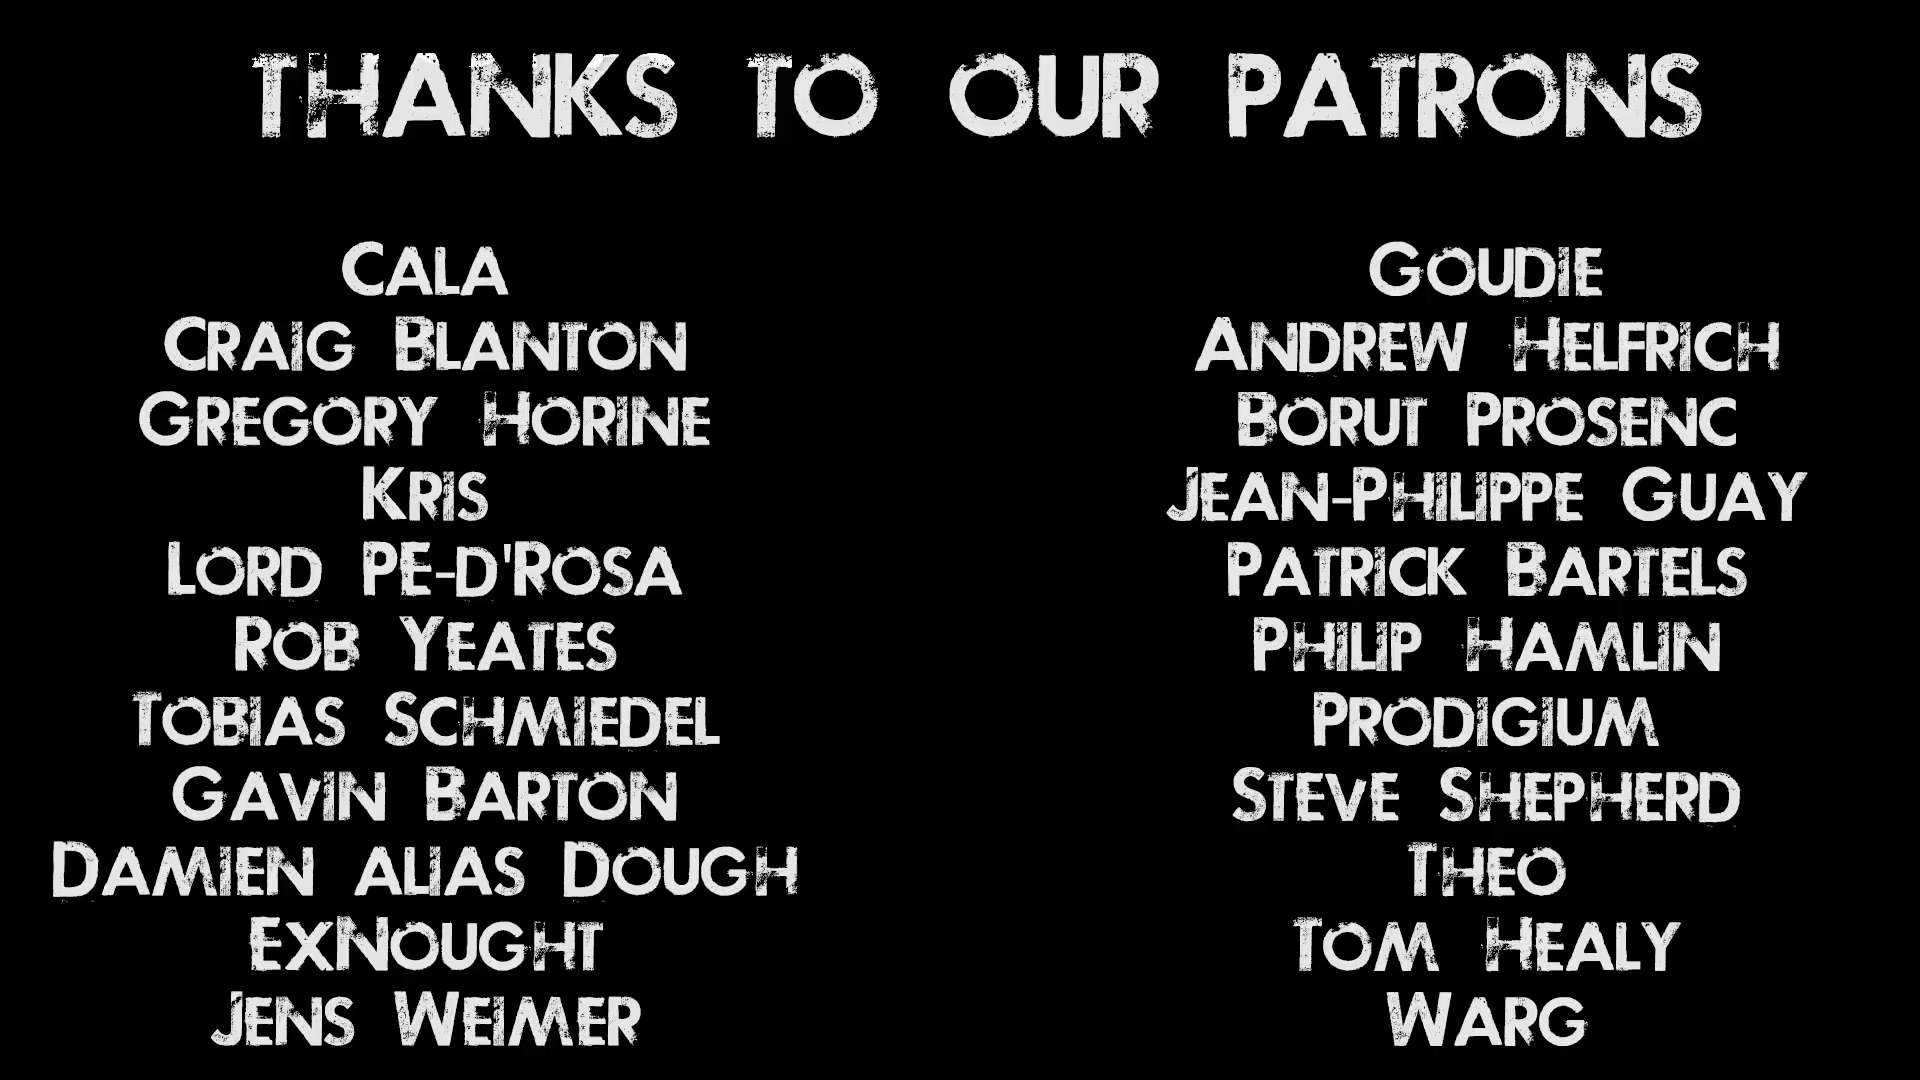 Thanks to our Patrons
Cala
Craig Blanton
Gregory Horine
Kris
Lord PE-d'Rosa
Rob Yeates
Tobias Schmiedel
Gavin Barton
Damien alias Dough
ExNought
Jens Weimer
Goudie
Andrew Helfrich
Borut Prosenc
Jean-Philippe Guay
Patrick Bartels
Philip Hamlin
Prodigium
Steve Shepherd
Theo
Tom Healy
Warg